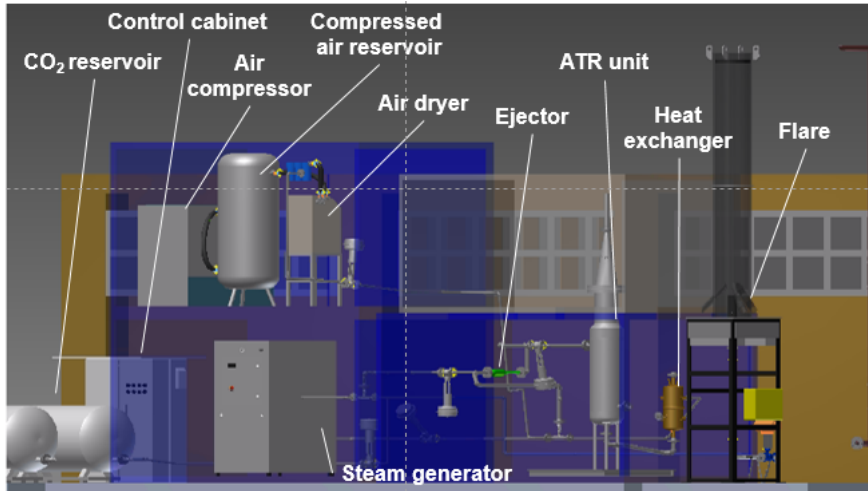 Control cabinet
CO₂ reservoir
Air
compressor
Compressed
air reservoir
Air dryer
Ejector
ATR unit
Heat
exchanger
Flare
Steam generator